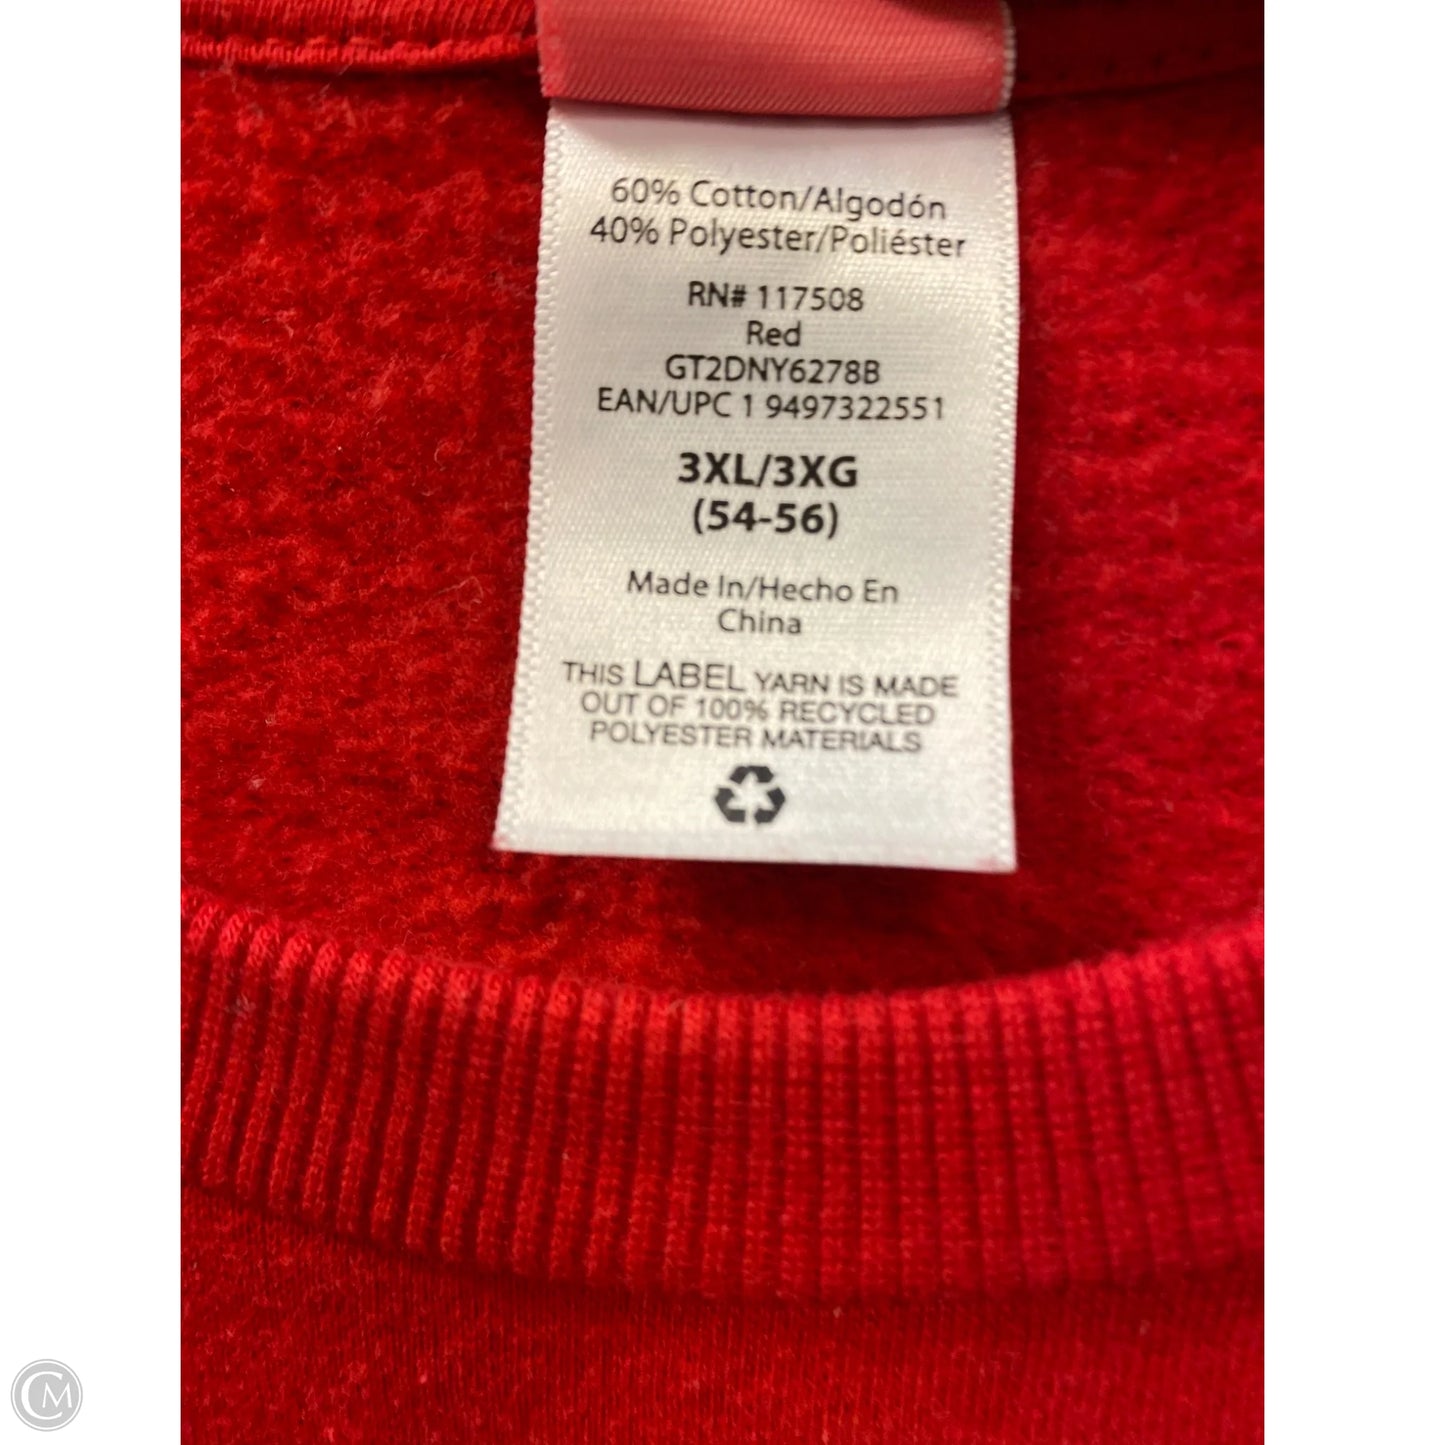 60% Cotton/Algodón
40% Polyester/Poliéster
RN# 117508
Red
GT2DNY6278B
EAN/UPC 1 9497322551
3XL/3XG
(54-56)
Made In/Hecho En
China
THIS LABEL YARN IS MADE
OUT OF 100% RECYCLED
POLYESTER MATERIALS
CM